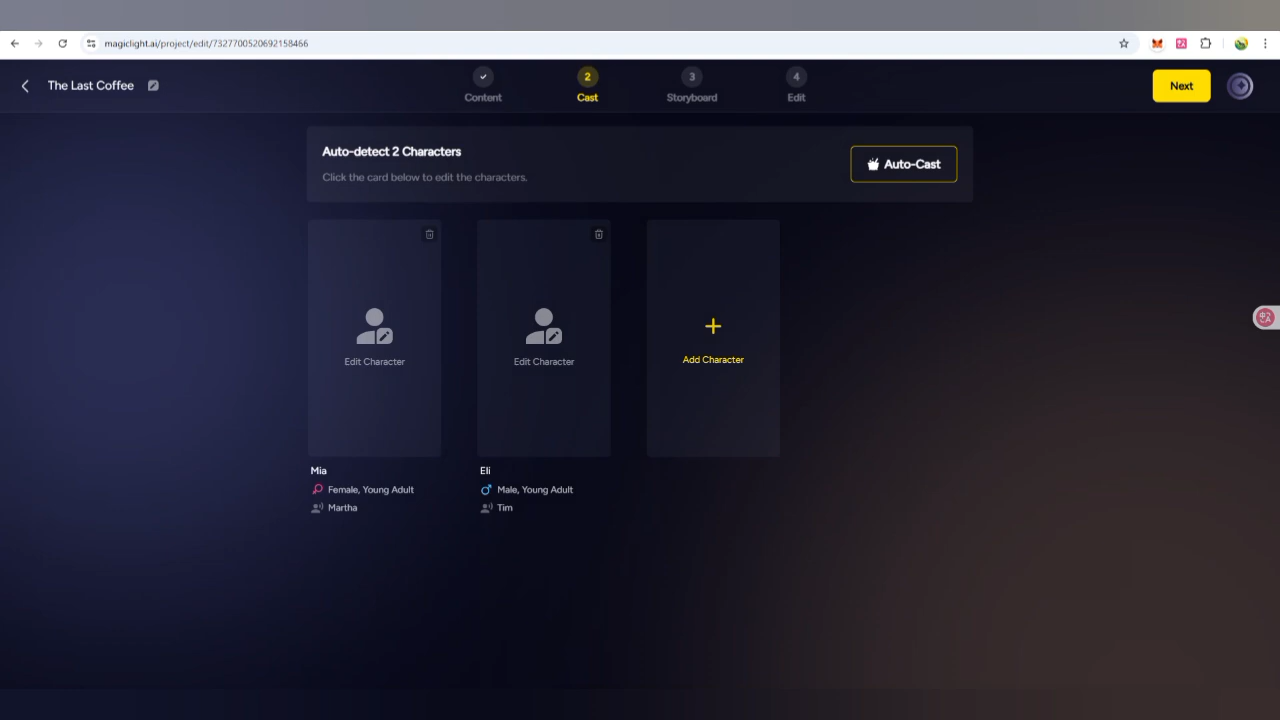 magiclight.ai/project/edit/7327700520692158466
The Last Coffee
2
3
4
Content
Cast
Storyboard
Edit
Next
Auto-detect 2 Characters
Click the card below to edit the characters.
Auto-Cast
Edit Character
Edit Character
Add Character
Mia
Female, Young Adult
Martha
Eli
Male, Young Adult
Tim